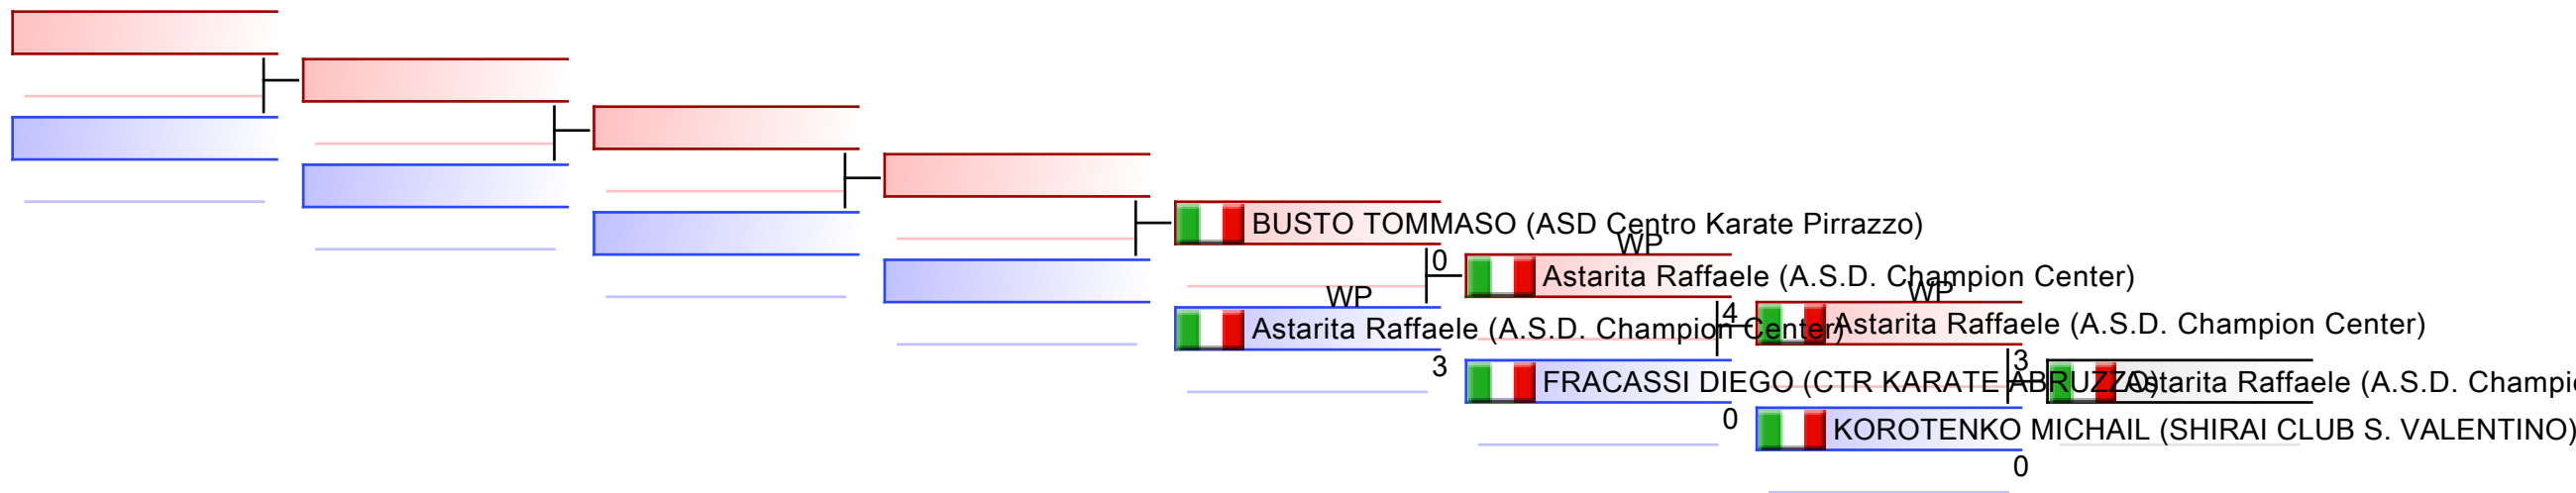 BUSTO TOMMASO (ASD Centro Karate Pirrazzo)
WP
0
Astarita Raffaele (A.S.D. Champion Center)
WP
WP
4
Astarita Raffaele (A.S.D. Champion Center)
Astarita Raffaele (A.S.D. Champion Center)
3
3
FRACASSI DIEGO (CTR KARATE ABRUZZO)
Astarita Raffaele (A.S.D. Champi
0
KOROTENKO MICHAIL (SHIRAI CLUB S. VALENTINO)
0